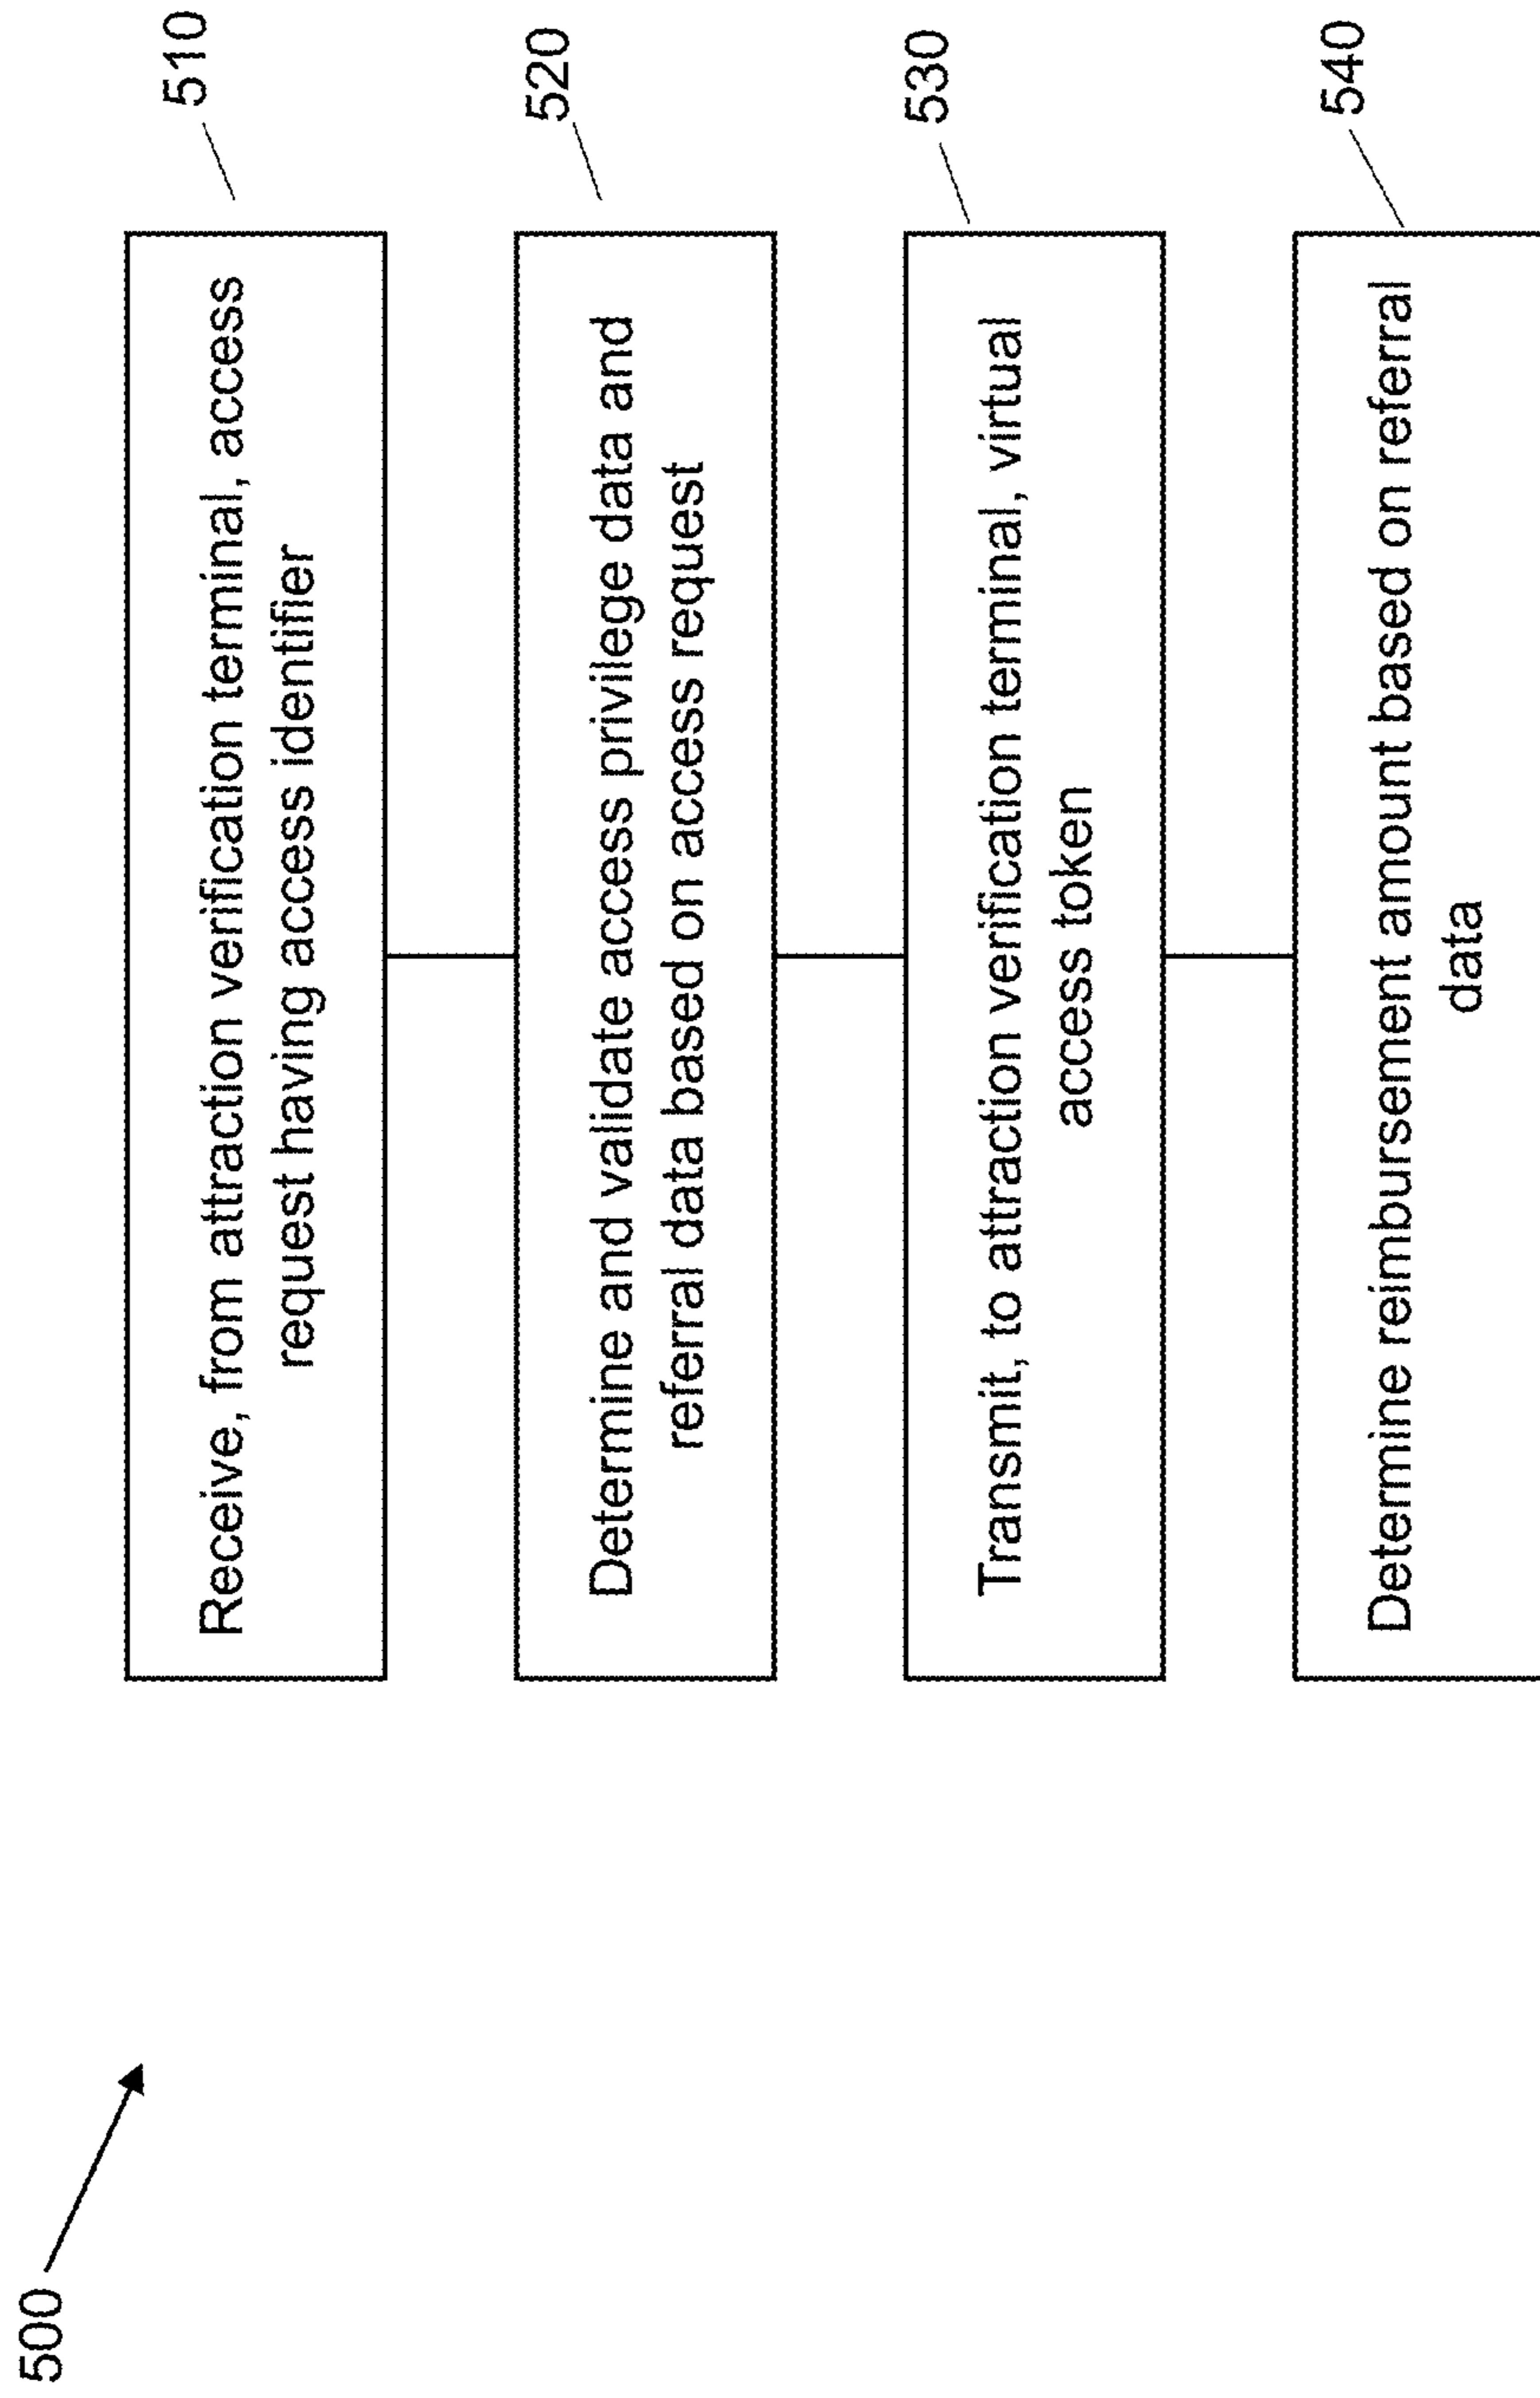 500
510
Receive, from attraction verification terminal, access
request having access identifier
520
Determine and validate access privilege data and
referral data based on access request
530
Transmit, to attraction verification terminal, virtual
access token
540
Determine reimbursement amount based on referral
data